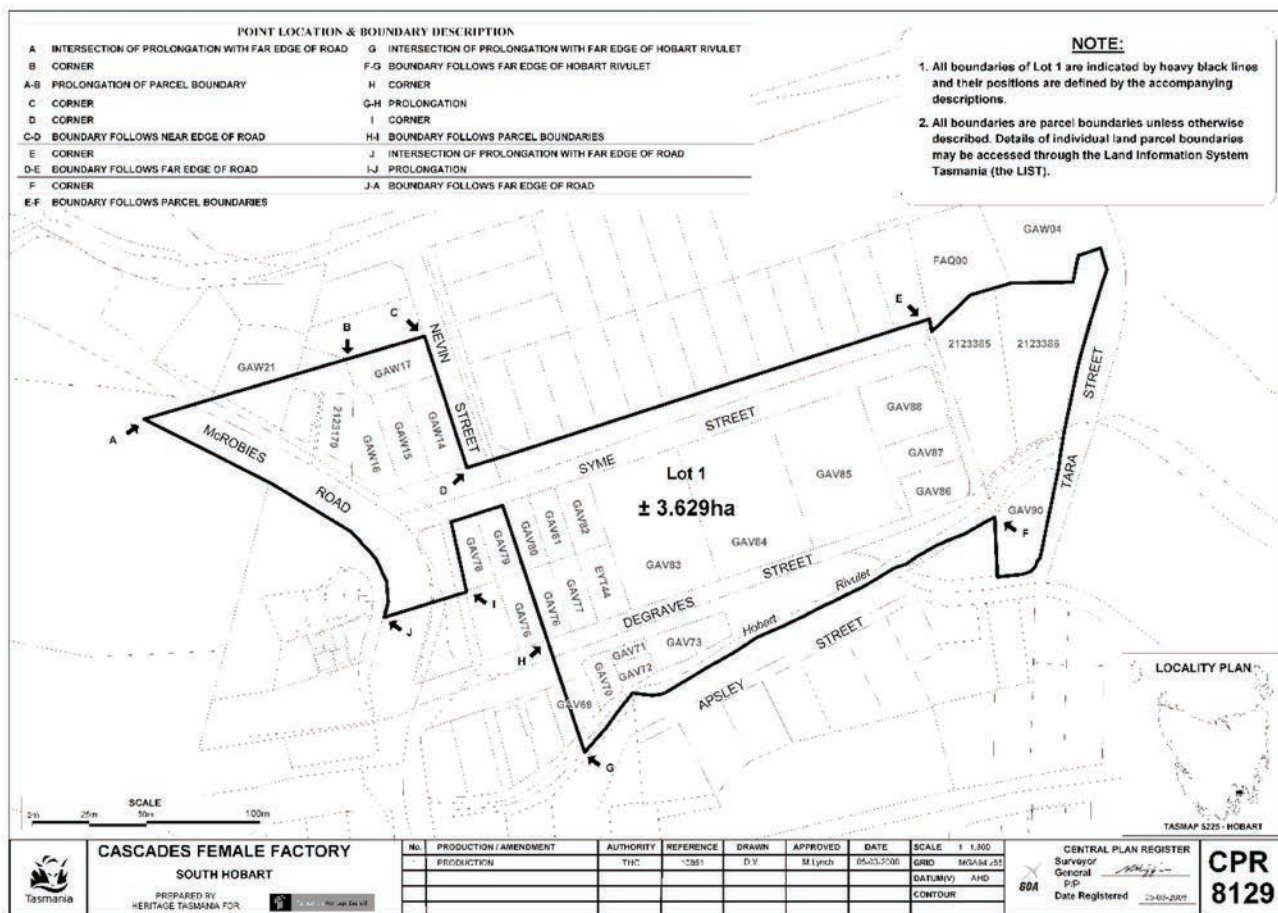 POINT LOCATION & BOUNDARY DESCRIPTION
A INTERSECTION OF PROLONGATION WITH FAR EDGE OF ROAD
B CORNER
A-B PROLONGATION OF PARCEL BOUNDARY
C CORNER
D CORNER
C-D BOUNDARY FOLLOWS NEAR EDGE OF ROAD
E CORNER
D-E BOUNDARY FOLLOWS FAR EDGE OF ROAD
F CORNER
E-F BOUNDARY FOLLOWS PARCEL BOUNDARIES
G INTERSECTION OF PROLONGATION WITH FAR EDGE OF HOBART RIVULET
F-G BOUNDARY FOLLOWS FAR EDGE OF HOBART RIVULET
H CORNER
G-H PROLONGATION
I CORNER
H-I BOUNDARY FOLLOWS PARCEL BOUNDARIES
J INTERSECTION OF PROLONGATION WITH FAR EDGE OF ROAD
I-J PROLONGATION
J-A BOUNDARY FOLLOWS FAR EDGE OF ROAD
NOTE:
1. All boundaries of Lot 1 are indicated by heavy black lines
and their positions are defined by the accompanying
descriptions.
2. All boundaries are parcel boundaries unless otherwise
described. Details of individual land parcel boundaries
may be accessed through the Land Information System
Tasmania (the LIST).
GAW04
FAQ00
E
C
B
NEVIN
STREET
GAW21
GAW17
2123385
2123386
A
McROBIES
ROAD
2123170
GAW16
GAW15
GAW14
D
SYME
STREET
GAV88
GAV87
GAV86
GAV85
Lot 1
± 3.629ha
TARA
STREET
GAV90
F
GAV78
GAV79
GAV80
GAV81
GAV82
GAV84
GAV83
EYT44
GAV77
GAV76
GAV76
I
J
H
DEGRAVES
STREET
Hobart
Rivulet
GAV71
GAV73
GAV72
GAV70
GAV69
APSLEY
STREET
G
LOCALITY PLAN
TASMAP 5225 - HOBART
SCALE
0m 25m 50m 100m
Tasmania
CASCADES FEMALE FACTORY
SOUTH HOBART
PREPARED BY
HERITAGE TASMANIA FOR
No. PRODUCTION / AMENDMENT AUTHORITY REFERENCE DRAWN APPROVED DATE
PRODUCTION THC D.Y. M.Lynch
SCALE 1 1,500
GRID
DATUM(V) AHD
CONTOUR
GDA
CENTRAL PLAN REGISTER
Surveyor
General
P/P
Date Registered
CPR
8129